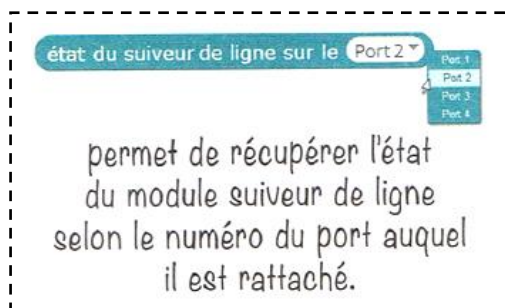 état du suiveur de ligne sur le Port 2
Port 1
Port 2
Port 3
Port 4
permet de récupérer l'état
du module suiveur de ligne
selon le numéro du port auquel
il est rattaché.